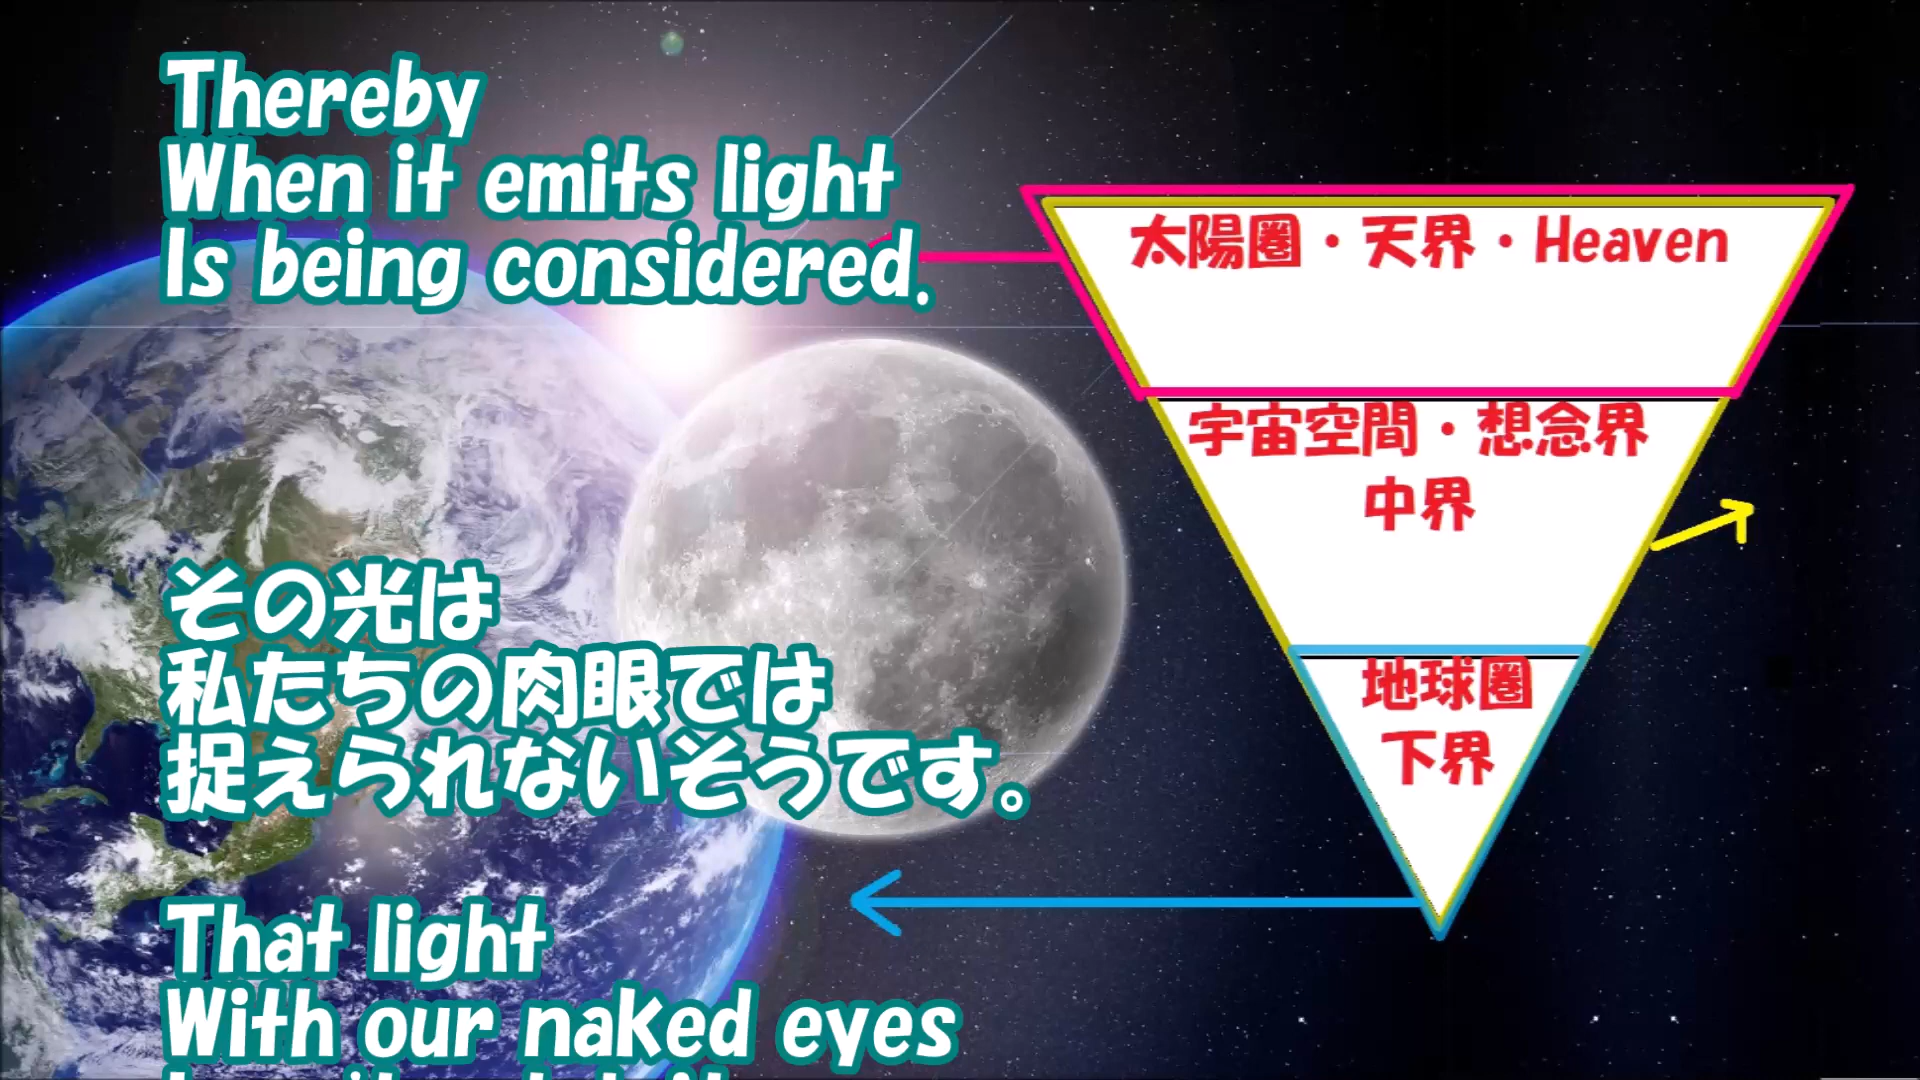 Thereby
When it emits light
Is being considered.
その光は
私たちの肉眼では
捉えられないそうです。
That light
With our naked eyes
太陽圏・天界・Heaven
宇宙空間・想念界
中界
地球圏
下界